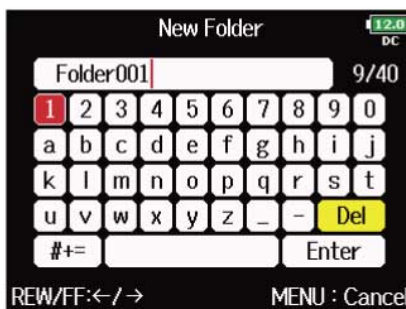 New Folder
12.0
DC
Folder001
9/40
1 2 3 4 5 6 7 8 9 0
a b c d e f g h i j
k l m n o p q r s t
u v w x y z _ - Del
#+= Enter
REW/FF:←/→ MENU : Cancel